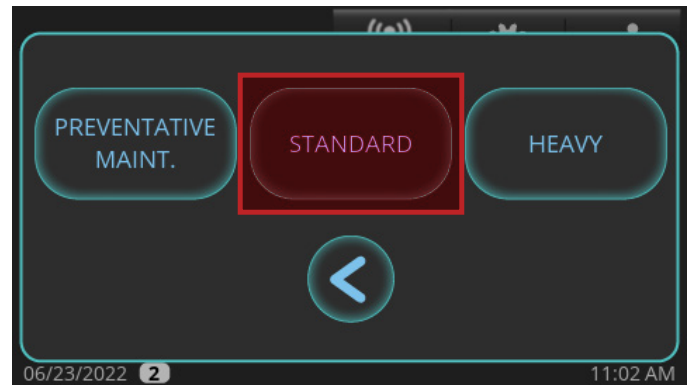 PREVENTATIVE
MAINT.
STANDARD
HEAVY
06/23/2022 2
11:02 AM